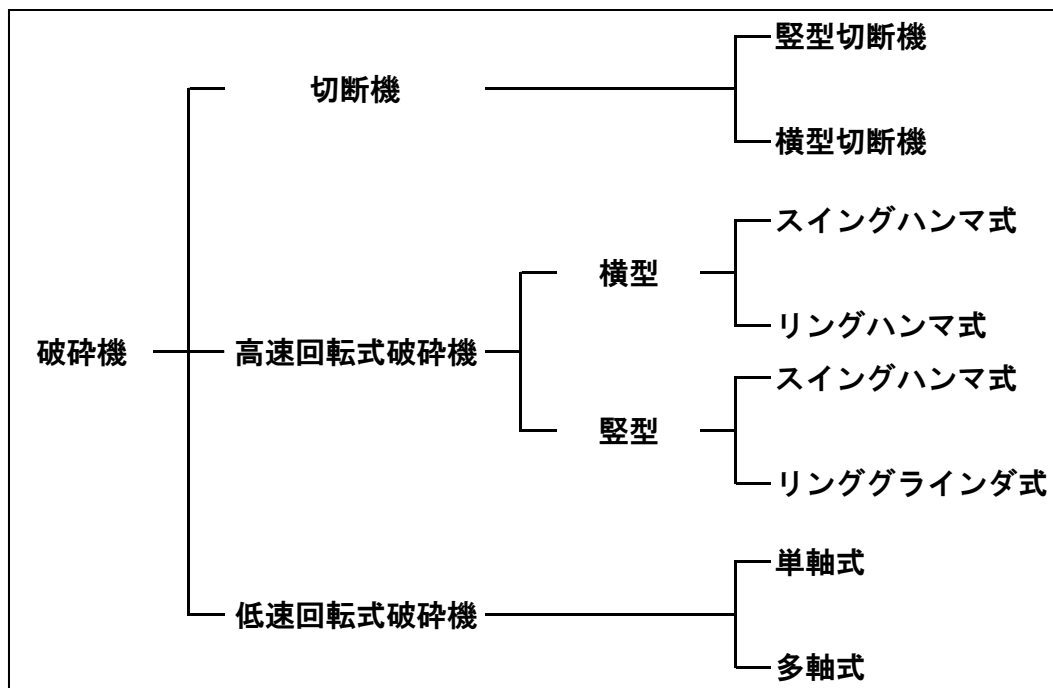 竪型切断機
切断機
横型切断機
スイングハンマ式
横型
リングハンマ式
破砕機
高速回転式破砕機
スイングハンマ式
竪型
リンググラインダ式
単軸式
低速回転式破砕機
多軸式